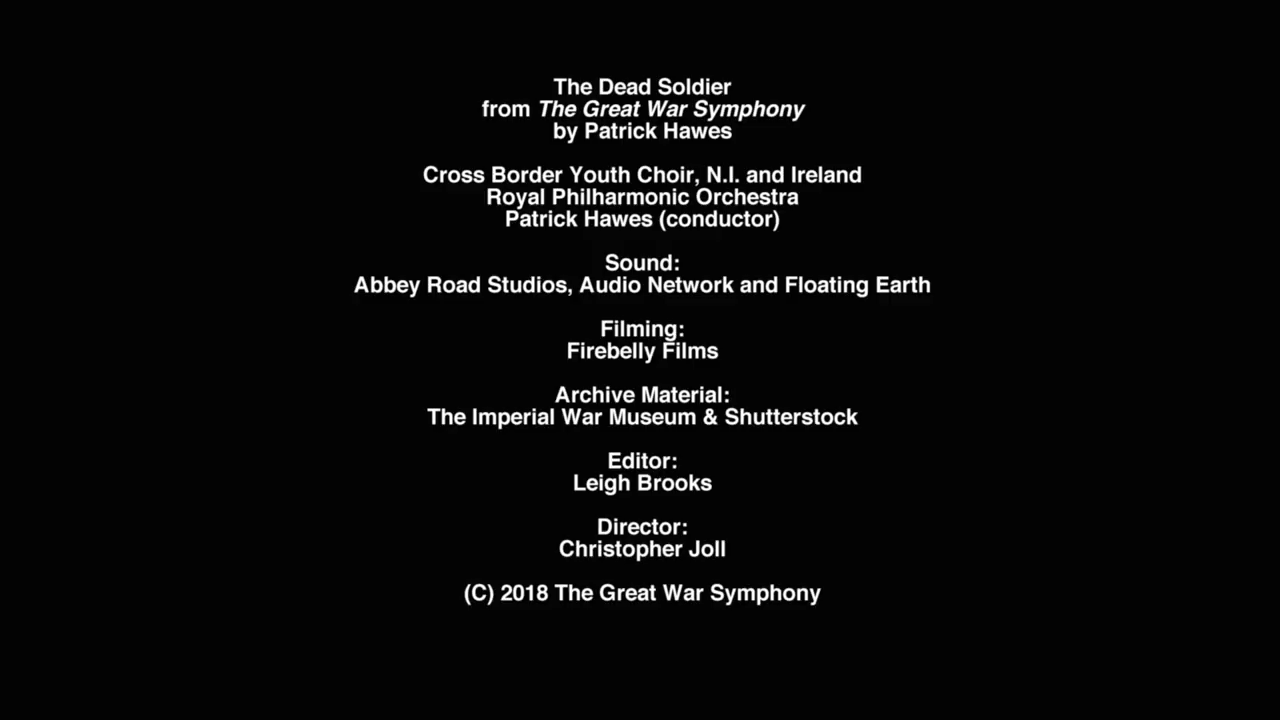 The Dead Soldier
from The Great War Symphony
by Patrick Hawes
Cross Border Youth Choir, N.I. and Ireland
Royal Philharmonic Orchestra
Patrick Hawes (conductor)
Sound:
Abbey Road Studios, Audio Network and Floating Earth
Filming:
Firebelly Films
Archive Material:
The Imperial War Museum & Shutterstock
Editor:
Leigh Brooks
Director:
Christopher Joll
(C) 2018 The Great War Symphony